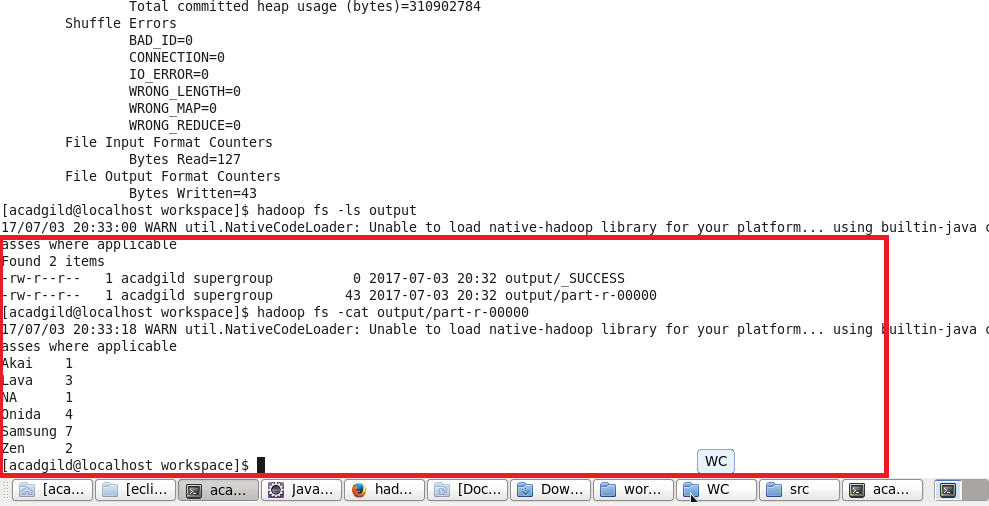 Total committed heap usage (bytes)=310902784
Shuffle Errors
BAD_ID=0
CONNECTION=0
IO_ERROR=0
WRONG_LENGTH=0
WRONG_MAP=0
WRONG_REDUCE=0
File Input Format Counters
Bytes Read=127
File Output Format Counters
Bytes Written=43
[acadgild@localhost workspace]$ hadoop fs -ls output
17/07/03 20:33:00 WARN util.NativeCodeLoader: Unable to load native-hadoop library for your platform... using builtin-java c
asses where applicable
Found 2 items
-rw-r--r--   1 acadgild supergroup          0 2017-07-03 20:32 output/_SUCCESS
-rw-r--r--   1 acadgild supergroup         43 2017-07-03 20:32 output/part-r-00000
[acadgild@localhost workspace]$ hadoop fs -cat output/part-r-00000
17/07/03 20:33:18 WARN util.NativeCodeLoader: Unable to load native-hadoop library for your platform... using builtin-java c
asses where applicable
Akai    1
Lava    3
NA      1
Onida   4
Samsung 7
Zen     2
[acadgild@localhost workspace]$
WC
[aca... [ecli... aca... Java... had... [Doc... Dow... wor... WC src aca...